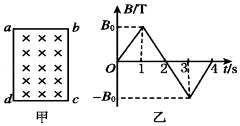 a b
d c
甲
B/T
B₀
O 1 2 3 4 t/s
-B₀
乙